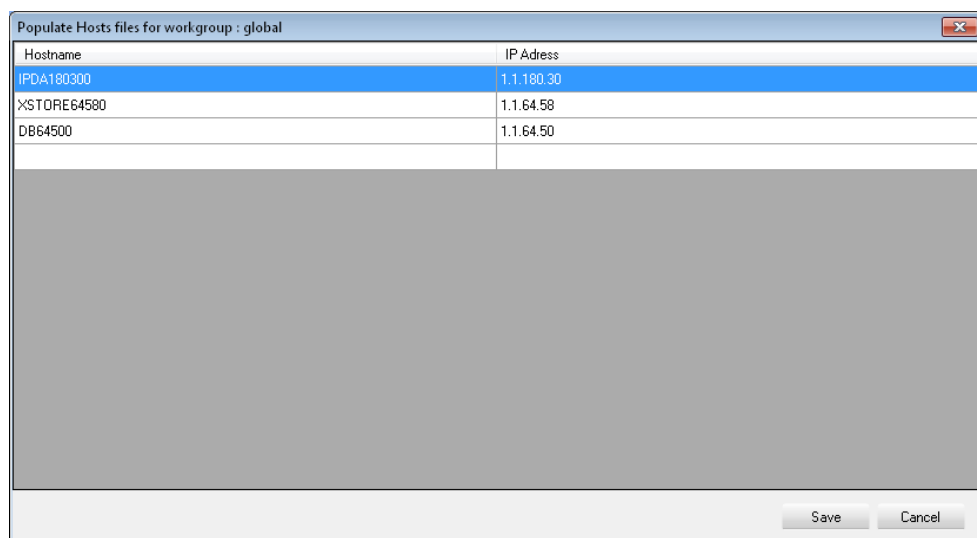 Populate Hosts files for workgroup : global
Hostname IP Adress
IPDA180300 1.1.180.30
XSTORE64580 1.1.64.58
DB64500 1.1.64.50
Save Cancel